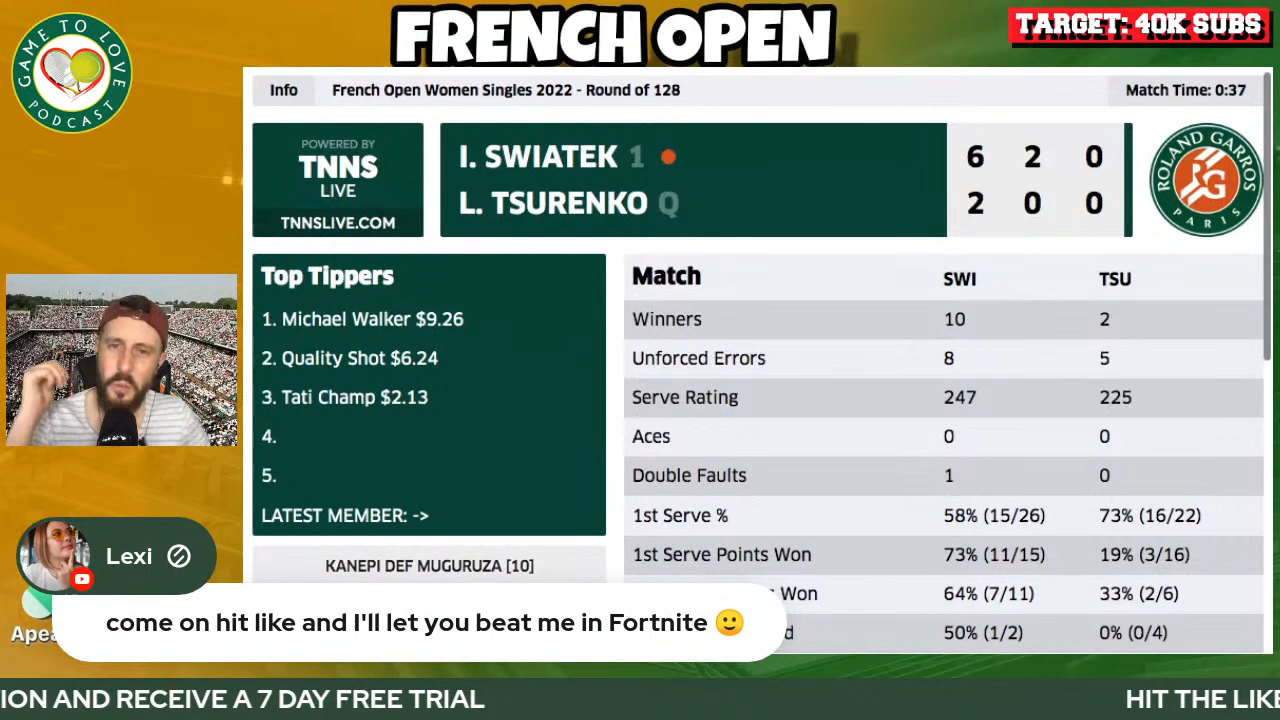 GAME TO LOVE
PODCAST
FRENCH OPEN
TARGET: 40K SUBS
Info
French Open Women Singles 2022 - Round of 128
Match Time: 0:37
POWERED BY
TNNS
LIVE
TNNSLIVE.COM
I. SWIATEK 1 6 2 0
L. TSURENKO Q 2 0 0
ROLAND GARROS
RG
PARIS
Top Tippers
1. Michael Walker $9.26
2. Quality Shot $6.24
3. Tati Champ $2.13
4.
5.
LATEST MEMBER: ->
KANEPI DEF MUGURUZA [10]
Match SWI TSU
Winners 10 2
Unforced Errors 8 5
Serve Rating 247 225
Aces 0 0
Double Faults 1 0
1st Serve % 58% (15/26) 73% (16/22)
1st Serve Points Won 73% (11/15) 19% (3/16)
Won 64% (7/11) 33% (2/6)
50% (1/2) 0% (0/4)
Lexi
come on hit like and I'll let you beat me in Fortnite 🙂
ION AND RECEIVE A 7 DAY FREE TRIAL
HIT THE LIKE